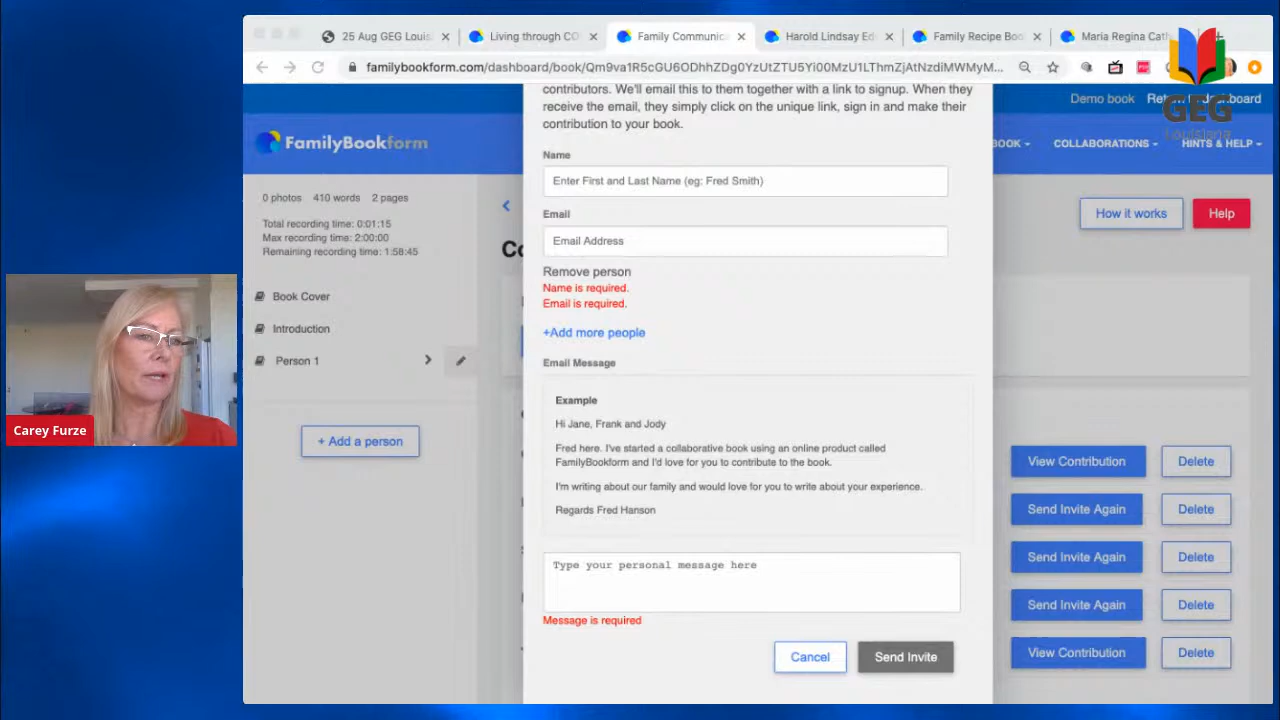 25 Aug GEG Louis
Living through CO
Family Communic
Harold Lindsay Ed
Family Recipe Boo
Maria Regina Cath
familybookform.com/dashboard/book/
GEG
Louisiana
Demo book
FamilyBookform
BOOK
COLLABORATIONS
HINTS & HELP
0 photos 410 words 2 pages
Total recording time: 0:01:15
Max recording time: 2:00:00
Remaining recording time: 1:58:45
Book Cover
Introduction
Person 1
+ Add a person
Carey Furze
How it works
Help
contributors. We'll email this to them together with a link to signup. When they
receive the email, they simply click on the unique link, sign in and make their
contribution to your book.
Name
Enter First and Last Name (eg: Fred Smith)
Email
Email Address
Remove person
Name is required.
Email is required.
+Add more people
Email Message
Example
Hi Jane, Frank and Jody
Fred here. I've started a collaborative book using an online product called
FamilyBookform and I'd love for you to contribute to the book.
I'm writing about our family and would love for you to write about your experience.
Regards Fred Hanson
Type your personal message here
Message is required
Cancel
Send Invite
View Contribution Delete
Send Invite Again Delete
Send Invite Again Delete
Send Invite Again Delete
View Contribution Delete